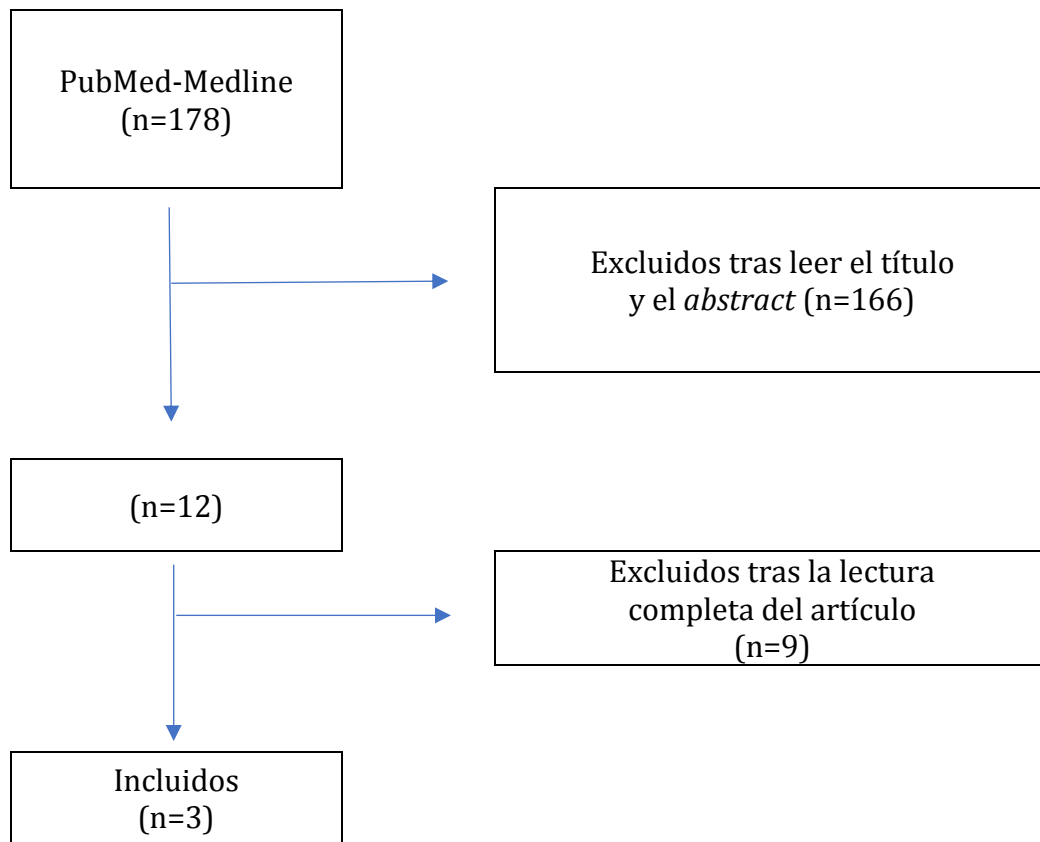 PubMed-Medline
(n=178)
Excluidos tras leer el título
y el abstract (n=166)
(n=12)
Excluidos tras la lectura
completa del artículo
(n=9)
Incluidos
(n=3)